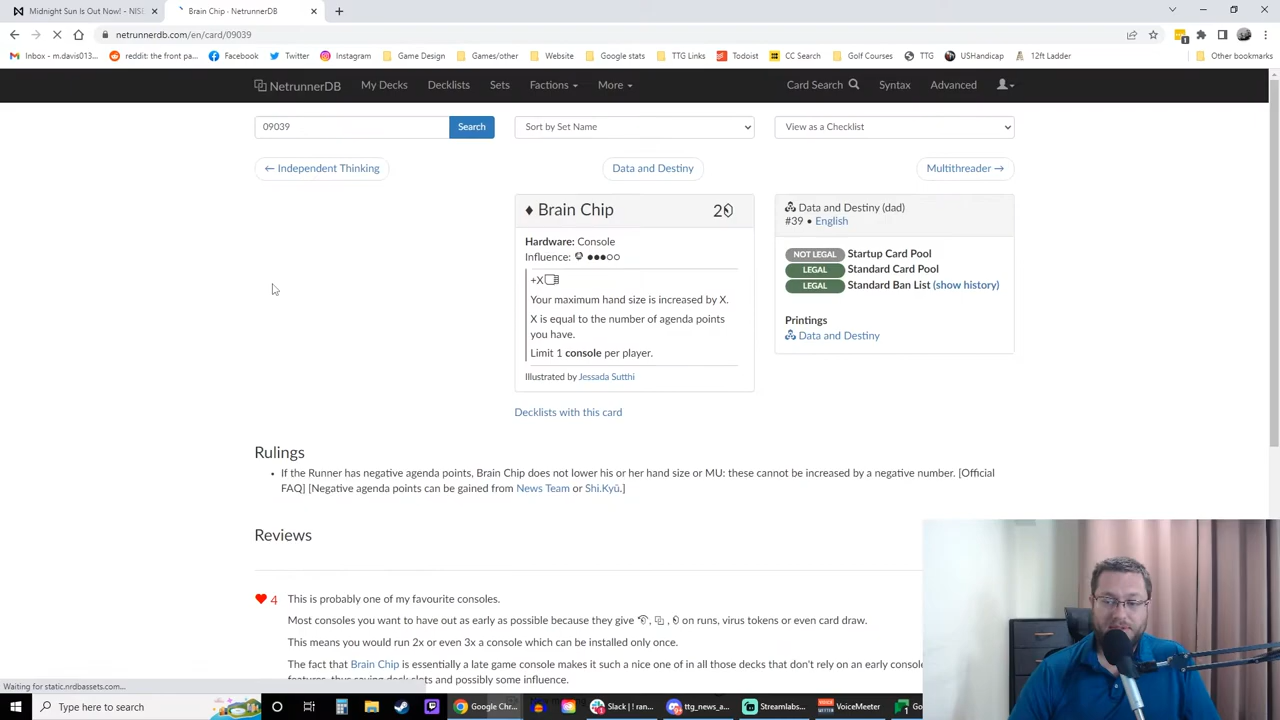 Midnight Sun Is Out Now! - NIS
Brain Chip - NetrunnerDB
netrunnerdb.com/en/card/09039
Inbox - m.davis013...
reddit: the front pa...
Facebook
Twitter
Instagram
Game Design
Games/other
Website
Google stats
TTG Links
Todoist
CC Search
Golf Courses
TTG
USHandicap
12ft Ladder
Other bookmarks
NetrunnerDB
My Decks
Decklists
Sets
Factions
More
Card Search
Syntax
Advanced
09039
Search
Sort by Set Name
View as a Checklist
← Independent Thinking
Data and Destiny
Multithreader →
♦ Brain Chip
2
Hardware: Console
Influence: ●●●○○
+X
Your maximum hand size is increased by X.
X is equal to the number of agenda points
you have.
Limit 1 console per player.
Illustrated by Jessada Sutthi
Data and Destiny (dad)
#39 • English
NOT LEGAL Startup Card Pool
LEGAL Standard Card Pool
LEGAL Standard Ban List (show history)
Printings
Data and Destiny
Decklists with this card
Rulings
• If the Runner has negative agenda points, Brain Chip does not lower his or her hand size or MU: these cannot be increased by a negative number. [Official
FAQ] [Negative agenda points can be gained from News Team or Shi.Kyū.]
Reviews
4
This is probably one of my favourite consoles.
Most consoles you want to have out as early as possible because they give , , on runs, virus tokens or even card draw.
This means you would run 2x or even 3x a console which can be installed only once.
The fact that Brain Chip is essentially a late game console makes it such a nice one of in all those decks that don't rely on an early console
features, thus saving deck slots and possibly some influence.
Waiting for static.nrdbassets.com...
Type here to search
Google Chr...
Slack | ! ran...
ttg_news_a...
Streamlabs...
VoiceMeeter